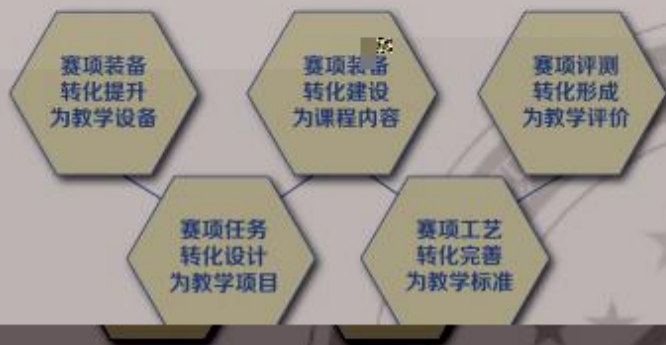 赛项装备
转化提升
为教学设备
赛项装备
转化建设
为课程内容
赛项评测
转化形成
为教学评价
赛项任务
转化设计
为教学项目
赛项工艺
转化完善
为教学标准